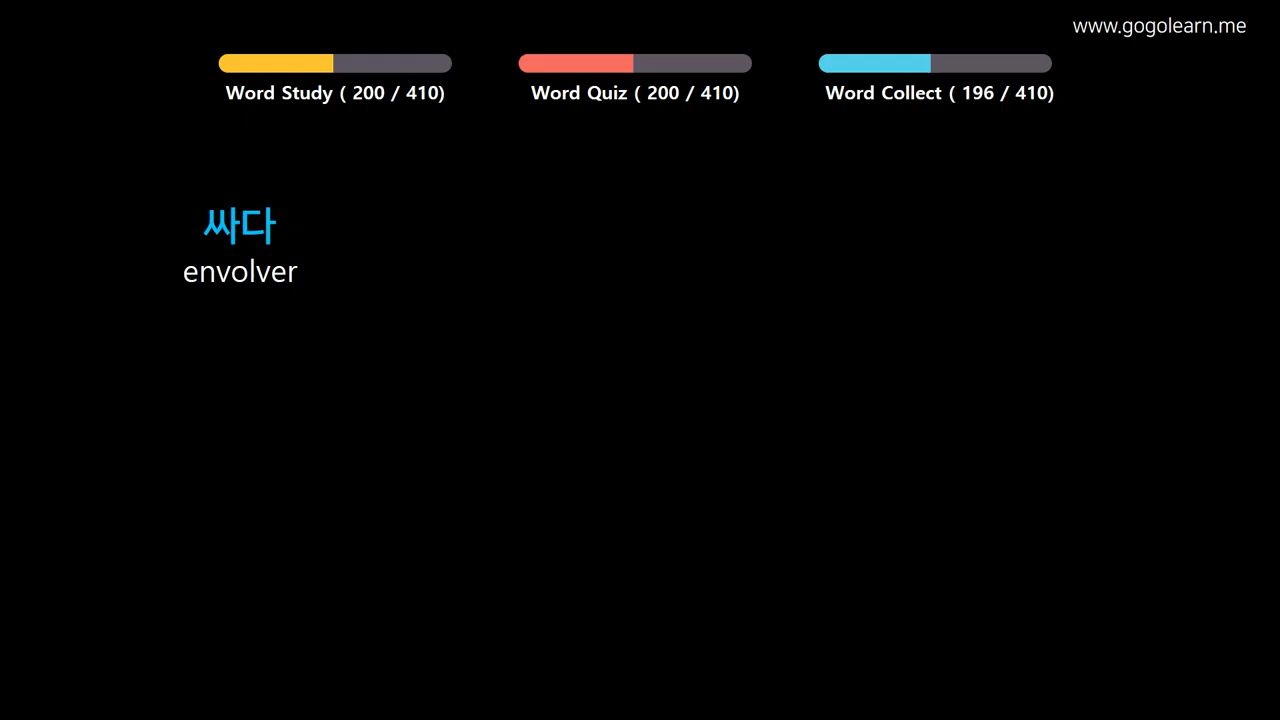 www.gogolearn.me
Word Study ( 200 / 410)
Word Quiz ( 200 / 410)
Word Collect ( 196 / 410)
싸다
envolver